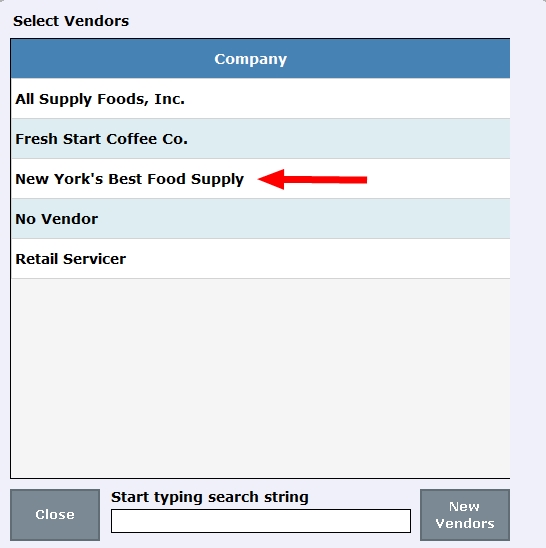 Select Vendors
Company
All Supply Foods, Inc.
Fresh Start Coffee Co.
New York's Best Food Supply
No Vendor
Retail Servicer
Start typing search string
Close
New
Vendors